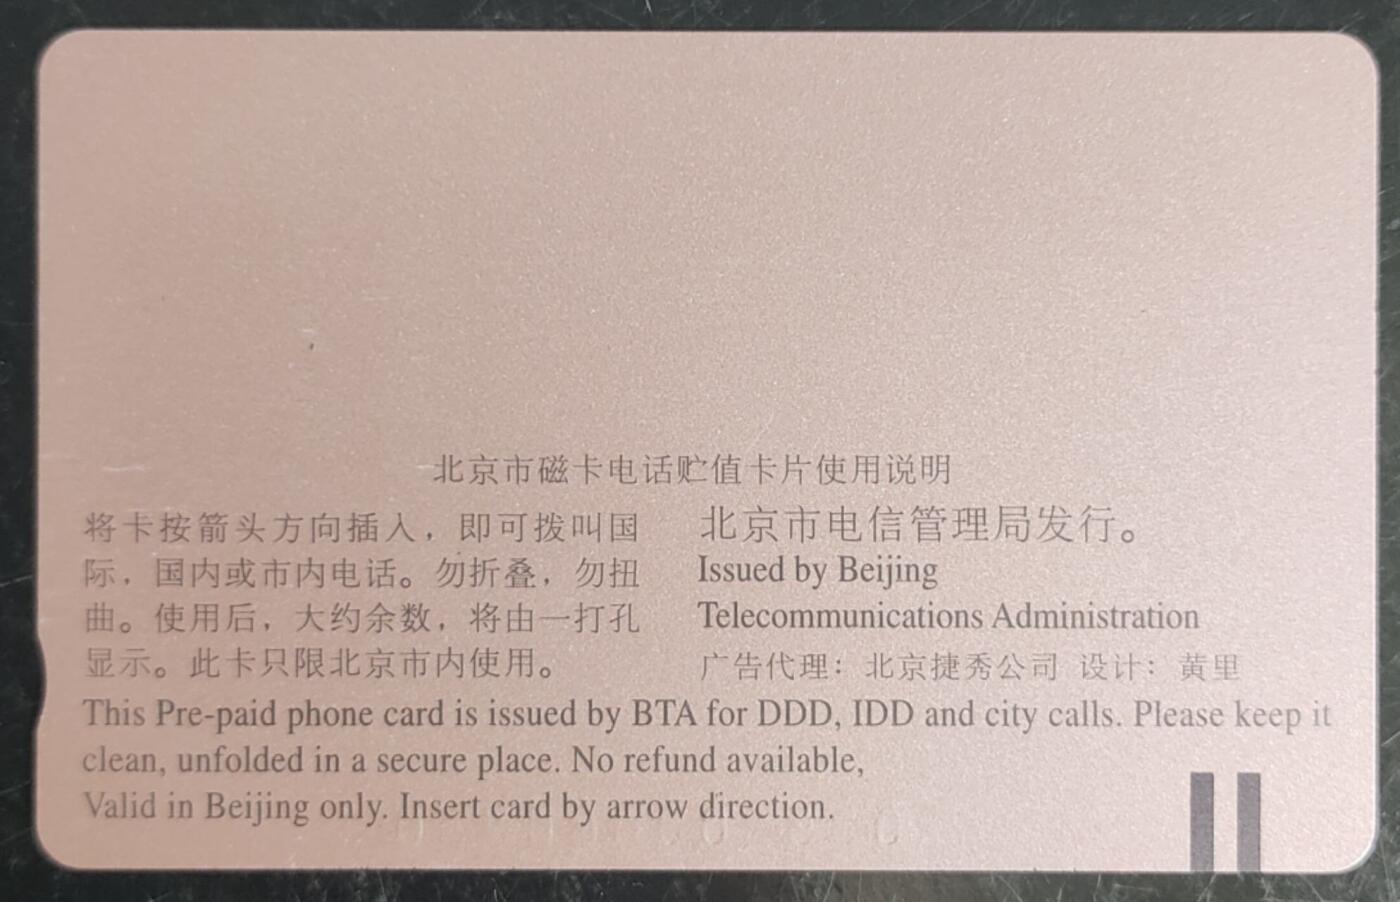 北京市磁卡电话贮值卡片使用说明
将卡按箭头方向插入，即可拨叫国
际，国内或市内电话。勿折叠，勿扭
曲。使用后，大约余数，将由一打孔
显示。此卡只限北京市内使用。
北京市电信管理局发行。
Issued by Beijing
Telecommunications Administration
广告代理：北京捷秀公司 设计：黄里
This Pre-paid phone card is issued by BTA for DDD, IDD and city calls. Please keep it
clean, unfolded in a secure place. No refund available,
Valid in Beijing only. Insert card by arrow direction.